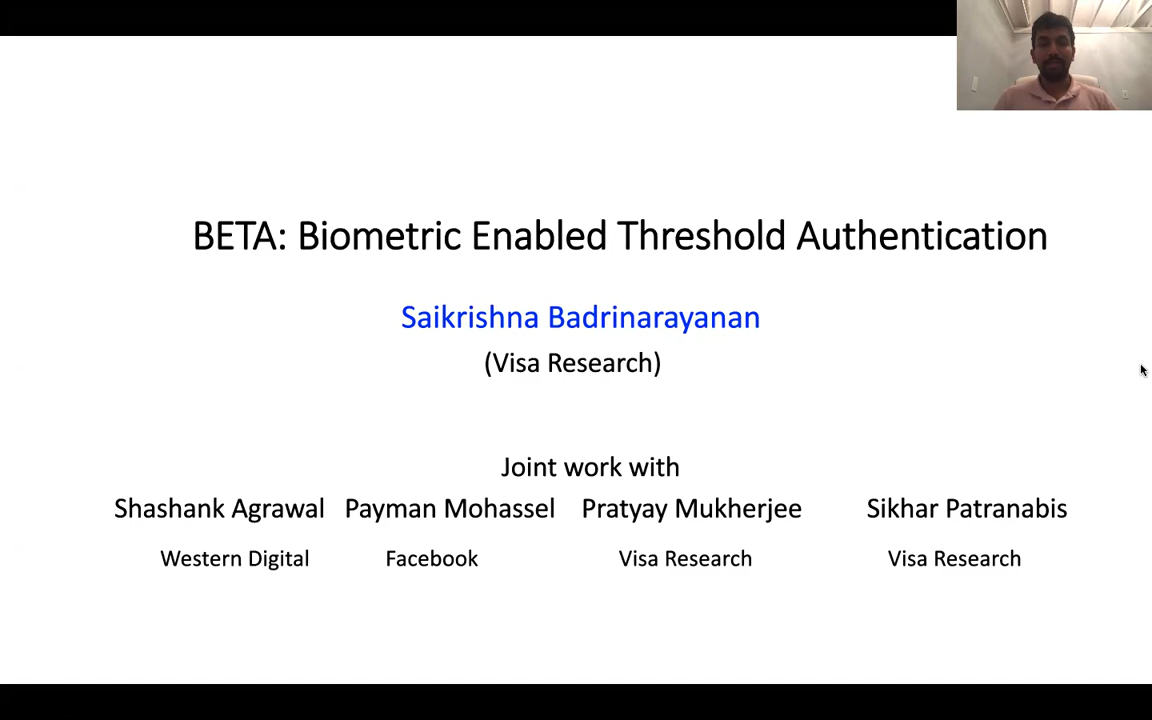 BETA: Biometric Enabled Threshold Authentication
Saikrishna Badrinarayanan
(Visa Research)
Joint work with
Shashank Agrawal Payman Mohassel Pratyay Mukherjee Sikhar Patranabis
Western Digital Facebook Visa Research Visa Research